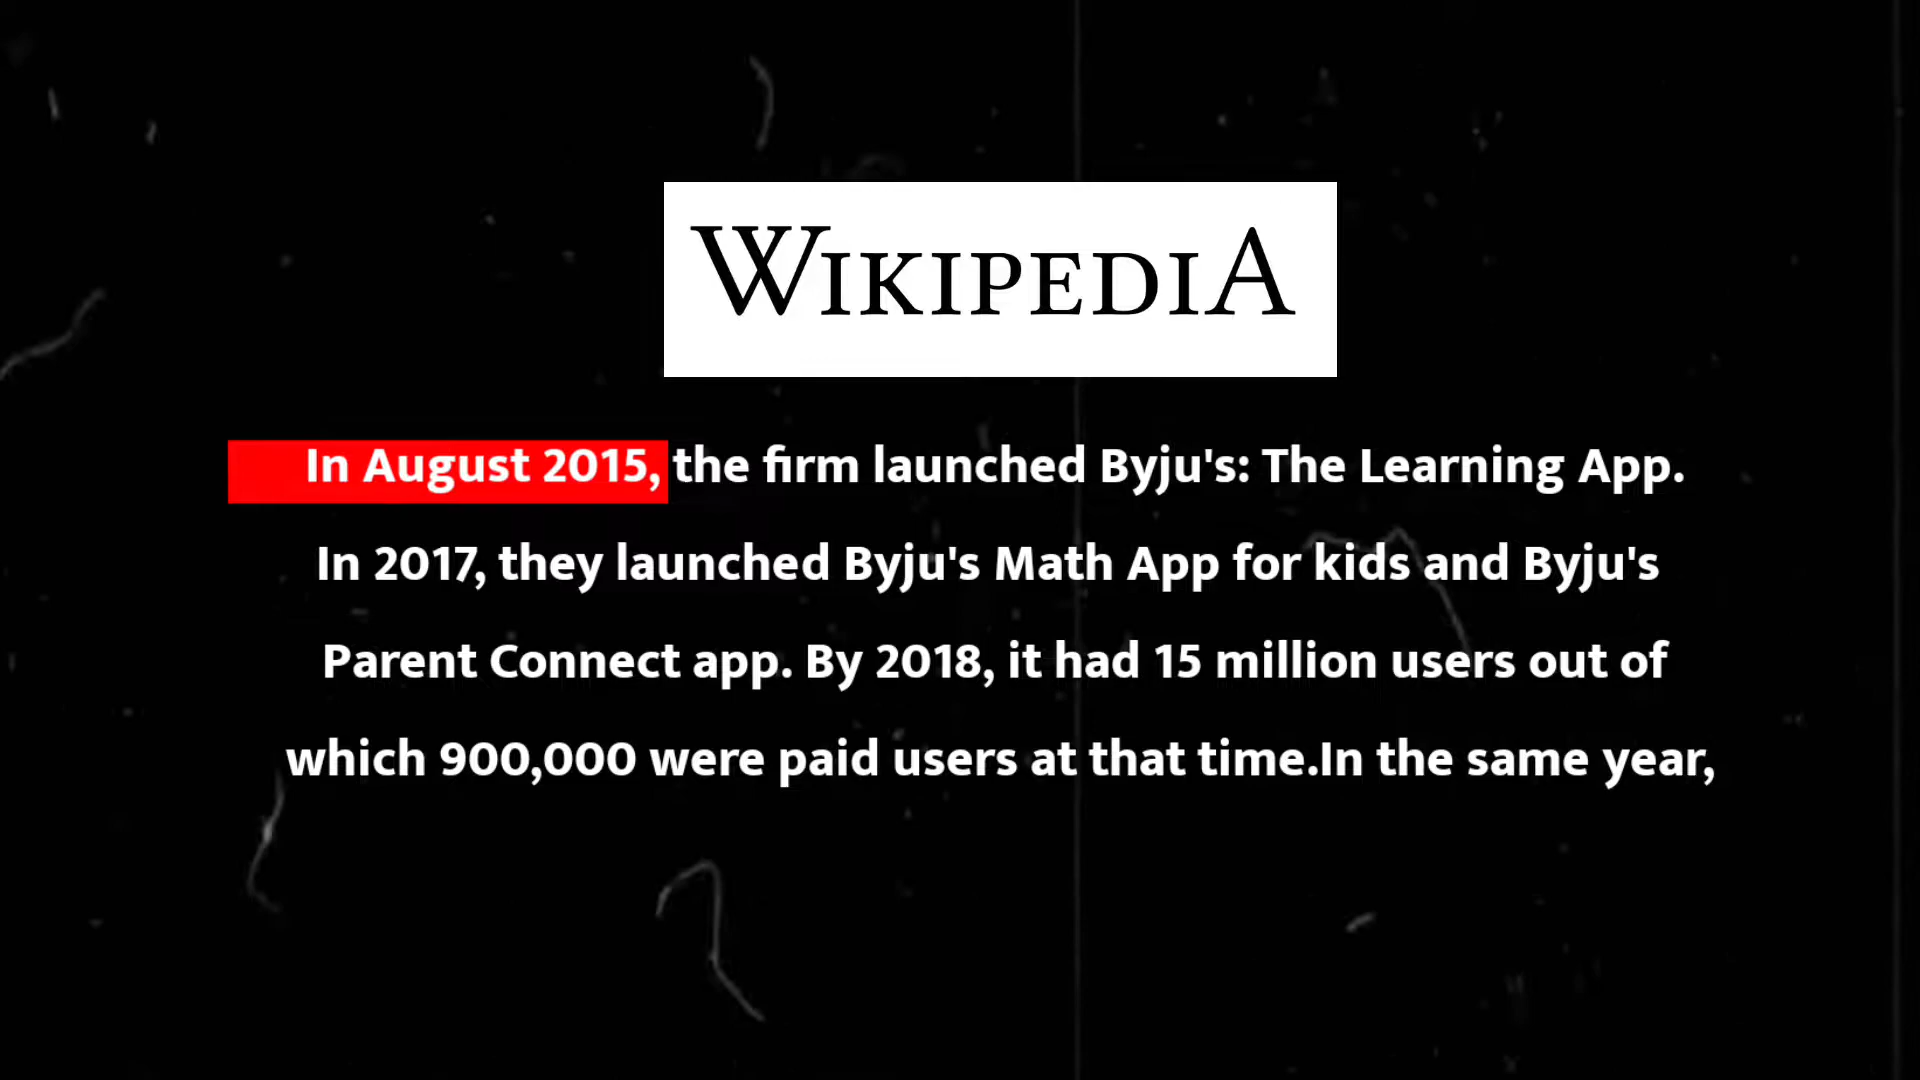 WIKIPEDIA
In August 2015, the firm launched Byju's: The Learning App.
In 2017, they launched Byju's Math App for kids and Byju's
Parent Connect app. By 2018, it had 15 million users out of
which 900,000 were paid users at that time.In the same year,